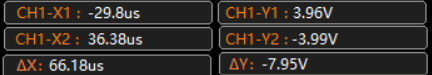 CH1-X1 : -29.8us CH1-Y1 : 3.96V
CH1-X2 : 36.38us CH1-Y2 : -3.99V
ΔX: 66.18us ΔY: -7.95V